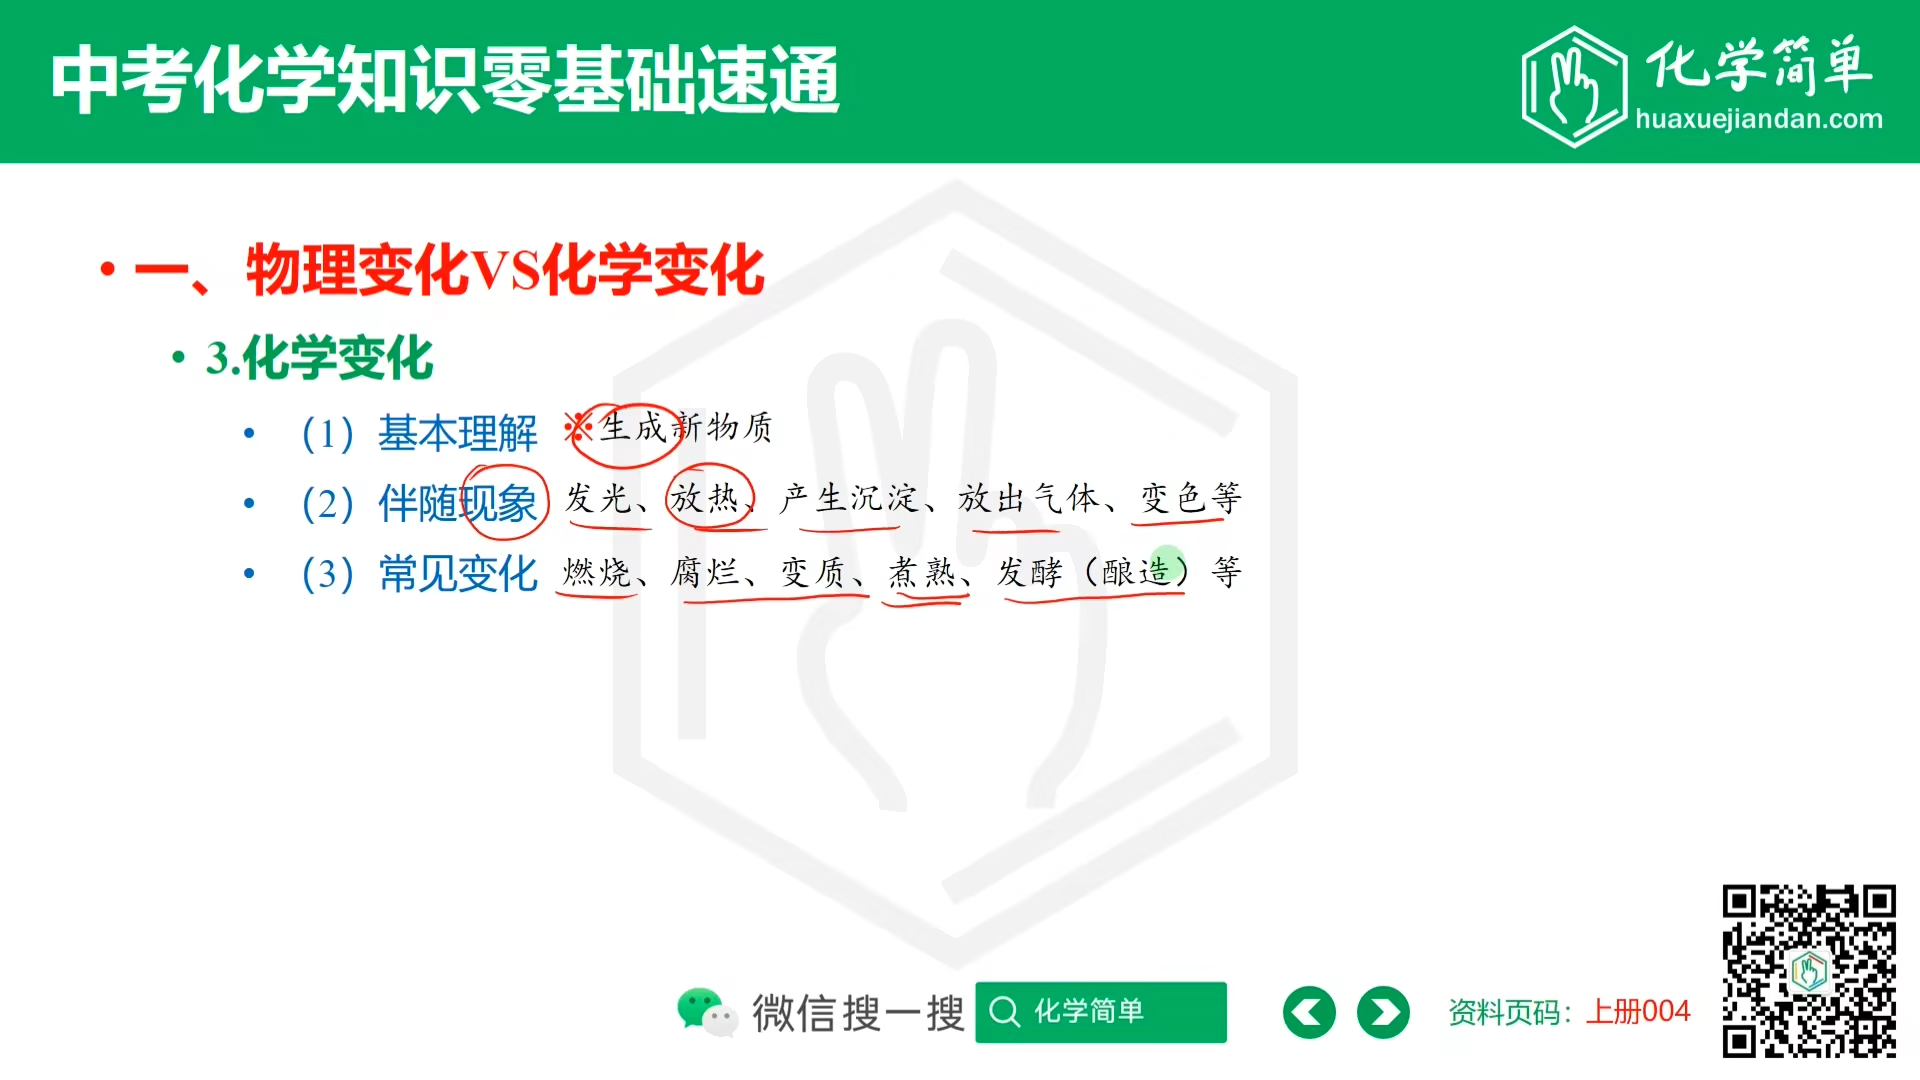 中考化学知识零基础速通
化学简单
huaxuejiandan.com
• 一、物理变化VS化学变化
• 3.化学变化
• （1）基本理解 ※生成新物质
• （2）伴随现象 发光、放热、产生沉淀、放出气体、变色等
• （3）常见变化 燃烧、腐烂、变质、煮熟、发酵（酿造）等
微信搜一搜 化学简单
资料页码：上册004